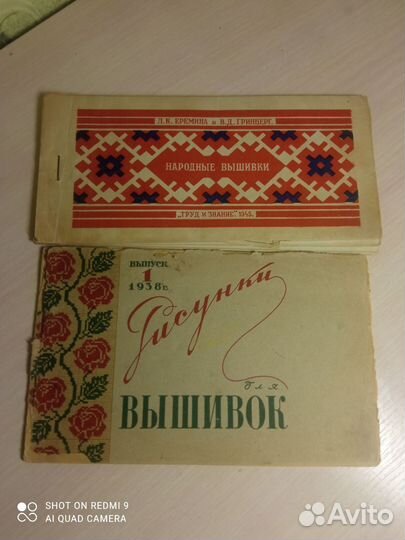 Л.К. ЕРЕМИНА и В.Д. ГРИНБЕРГ.
НАРОДНЫЕ ВЫШИВКИ
„ТРУД И ЗНАНИЕ" 1945.
ВЫПУСК
1
1938г.
Рисунки
для
ВЫШИВОК
SHOT ON REDMI 9
AI QUAD CAMERA
Avito